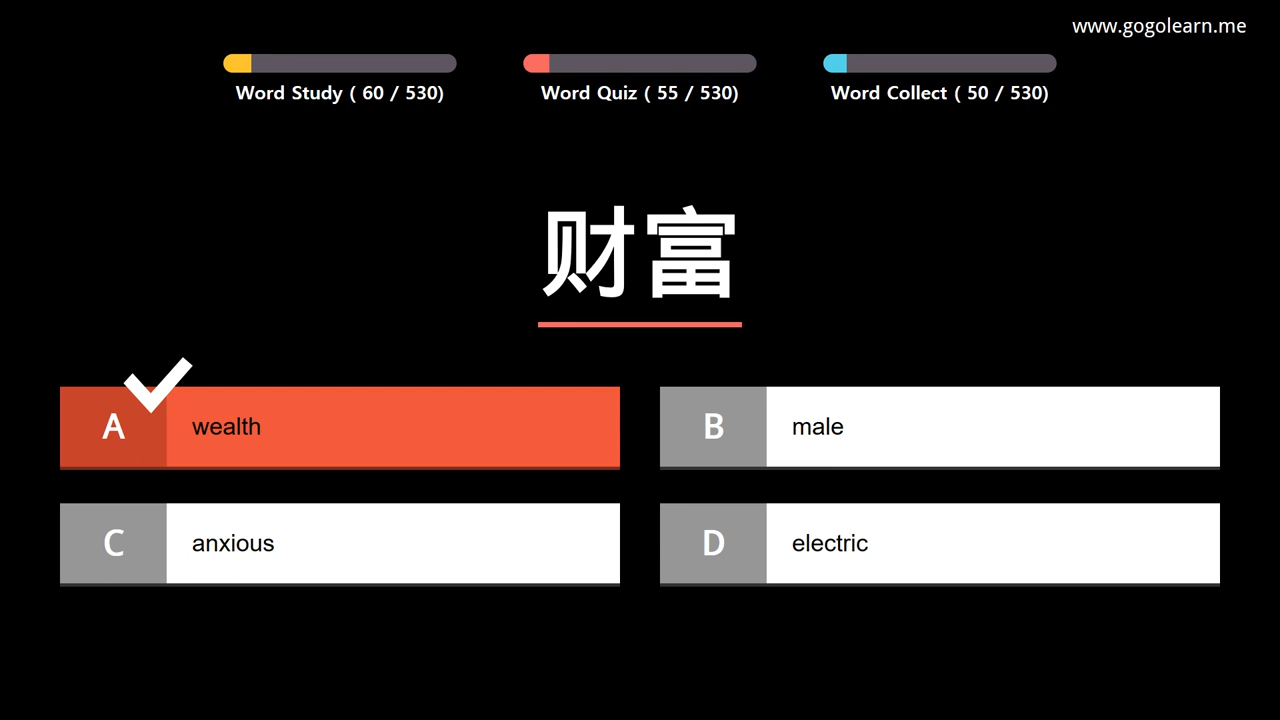 www.gogolearn.me
Word Study ( 60 / 530)
Word Quiz ( 55 / 530)
Word Collect ( 50 / 530)
财富
A wealth
B male
C anxious
D electric